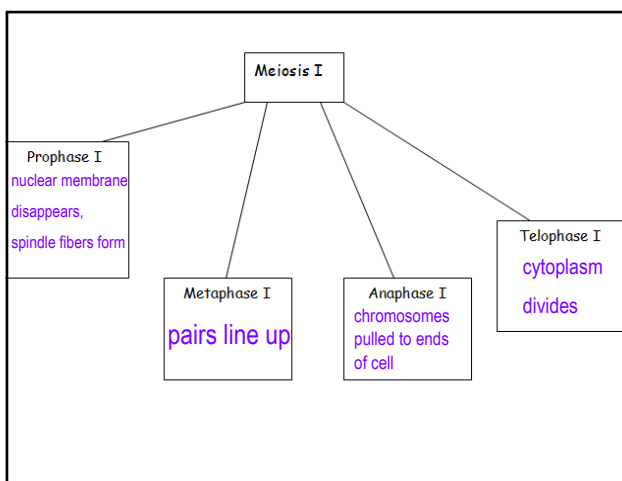 Meiosis I
Prophase I
nuclear membrane
disappears,
spindle fibers form
Metaphase I
pairs line up
Anaphase I
chromosomes
pulled to ends
of cell
Telophase I
cytoplasm
divides